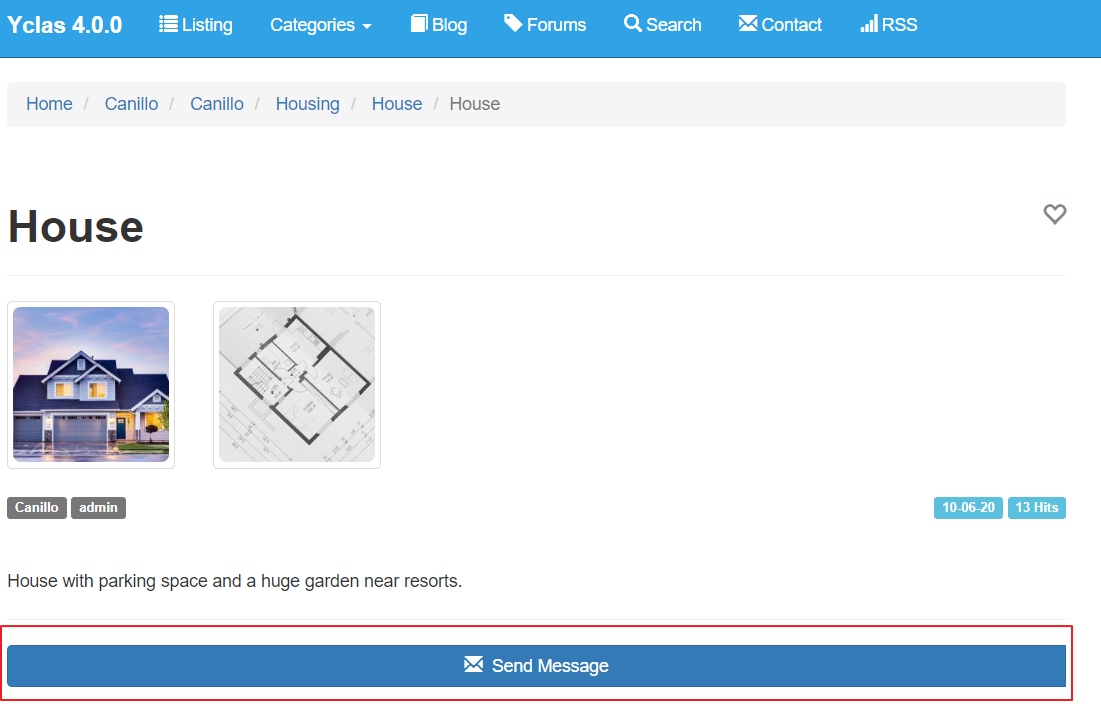 Yclas 4.0.0 Listing Categories Blog Forums Search Contact RSS
Home / Canillo / Canillo / Housing / House / House
House
Canillo admin 10-06-20 13 Hits
House with parking space and a huge garden near resorts.
Send Message